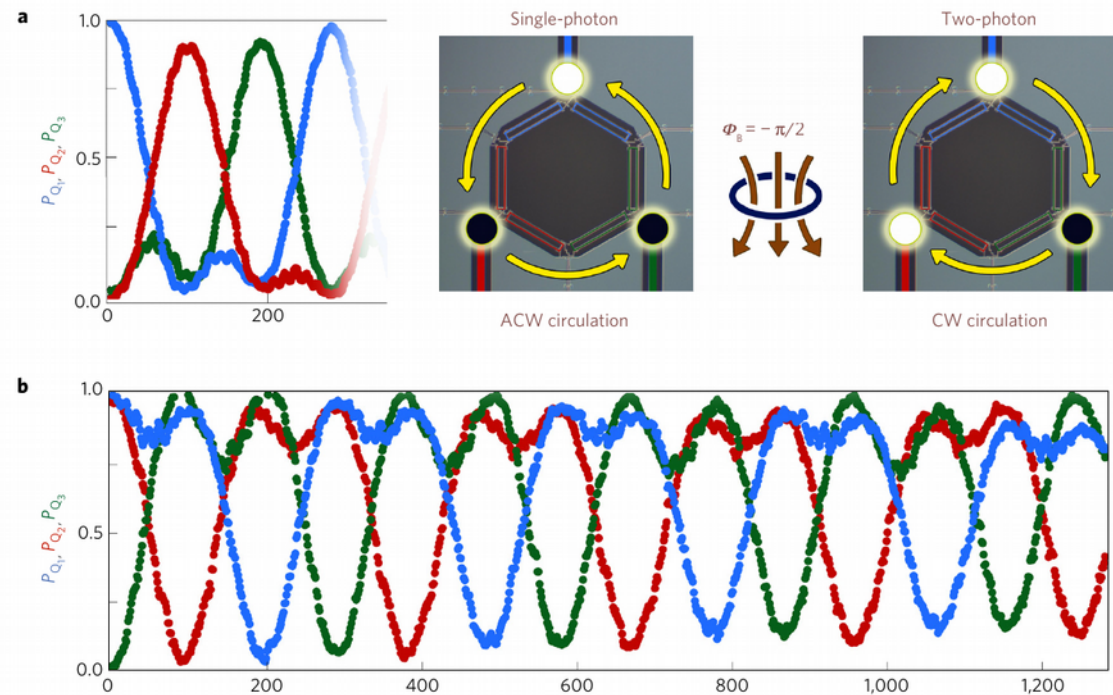 a
1.0
0.5
0.0
P_Q1, P_Q2, P_Q3
0
200
Single-photon
ACW circulation
Φ_B = − π/2
Two-photon
CW circulation
b
1.0
0.5
0.0
P_Q1, P_Q2, P_Q3
0
200
400
600
800
1,000
1,200